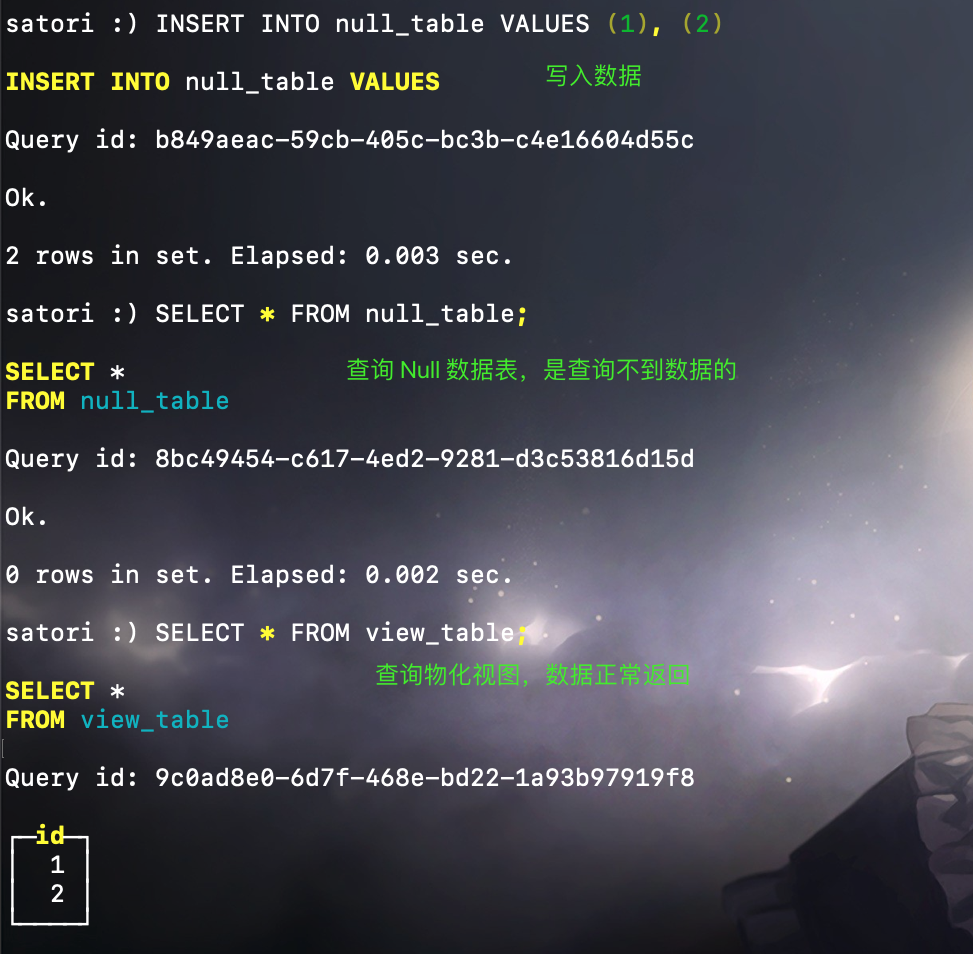 satori :) INSERT INTO null_table VALUES (1), (2)
INSERT INTO null_table VALUES
写入数据
Query id: b849aeac-59cb-405c-bc3b-c4e16604d55c
Ok.
2 rows in set. Elapsed: 0.003 sec.
satori :) SELECT * FROM null_table;
SELECT *
查询 Null 数据表，是查询不到数据的
FROM null_table
Query id: 8bc49454-c617-4ed2-9281-d3c53816d15d
Ok.
0 rows in set. Elapsed: 0.002 sec.
satori :) SELECT * FROM view_table;
查询物化视图，数据正常返回
SELECT *
FROM view_table
Query id: 9c0ad8e0-6d7f-468e-bd22-1a93b97919f8
id
1
2